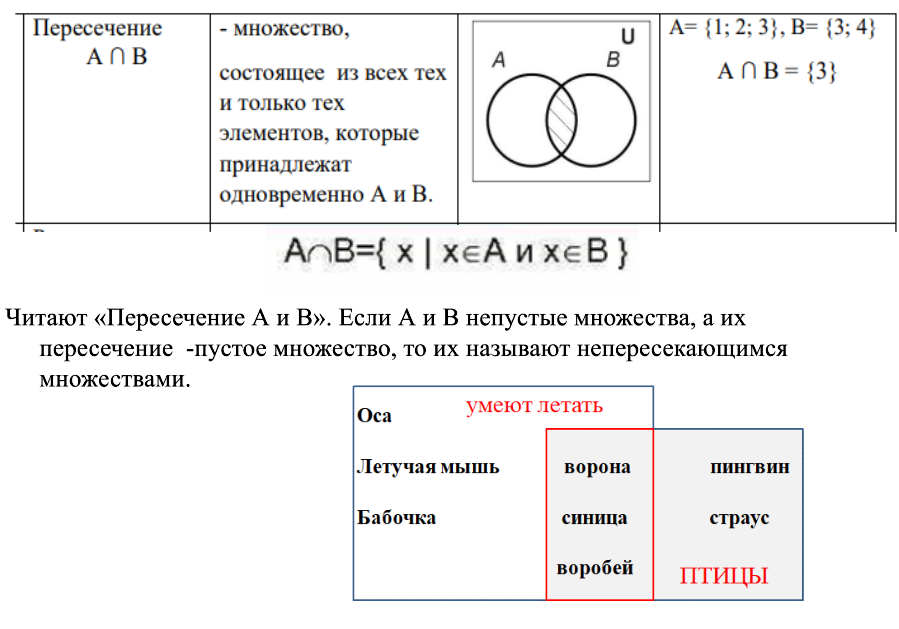 Пересечение
A ∩ B
- множество,
состоящее из всех тех
и только тех
элементов, которые
принадлежат
одновременно А и В.
U
A
B
A= {1; 2; 3}, B= {3; 4}
A ∩ B = {3}
A∩B={ x | x∈A и x∈B }
Читают «Пересечение А и В». Если А и В непустые множества, а их
пересечение -пустое множество, то их называют непересекающимся
множествами.
умеют летать
Оса
Летучая мышь
ворона
пингвин
Бабочка
синица
страус
воробей
ПТИЦЫ